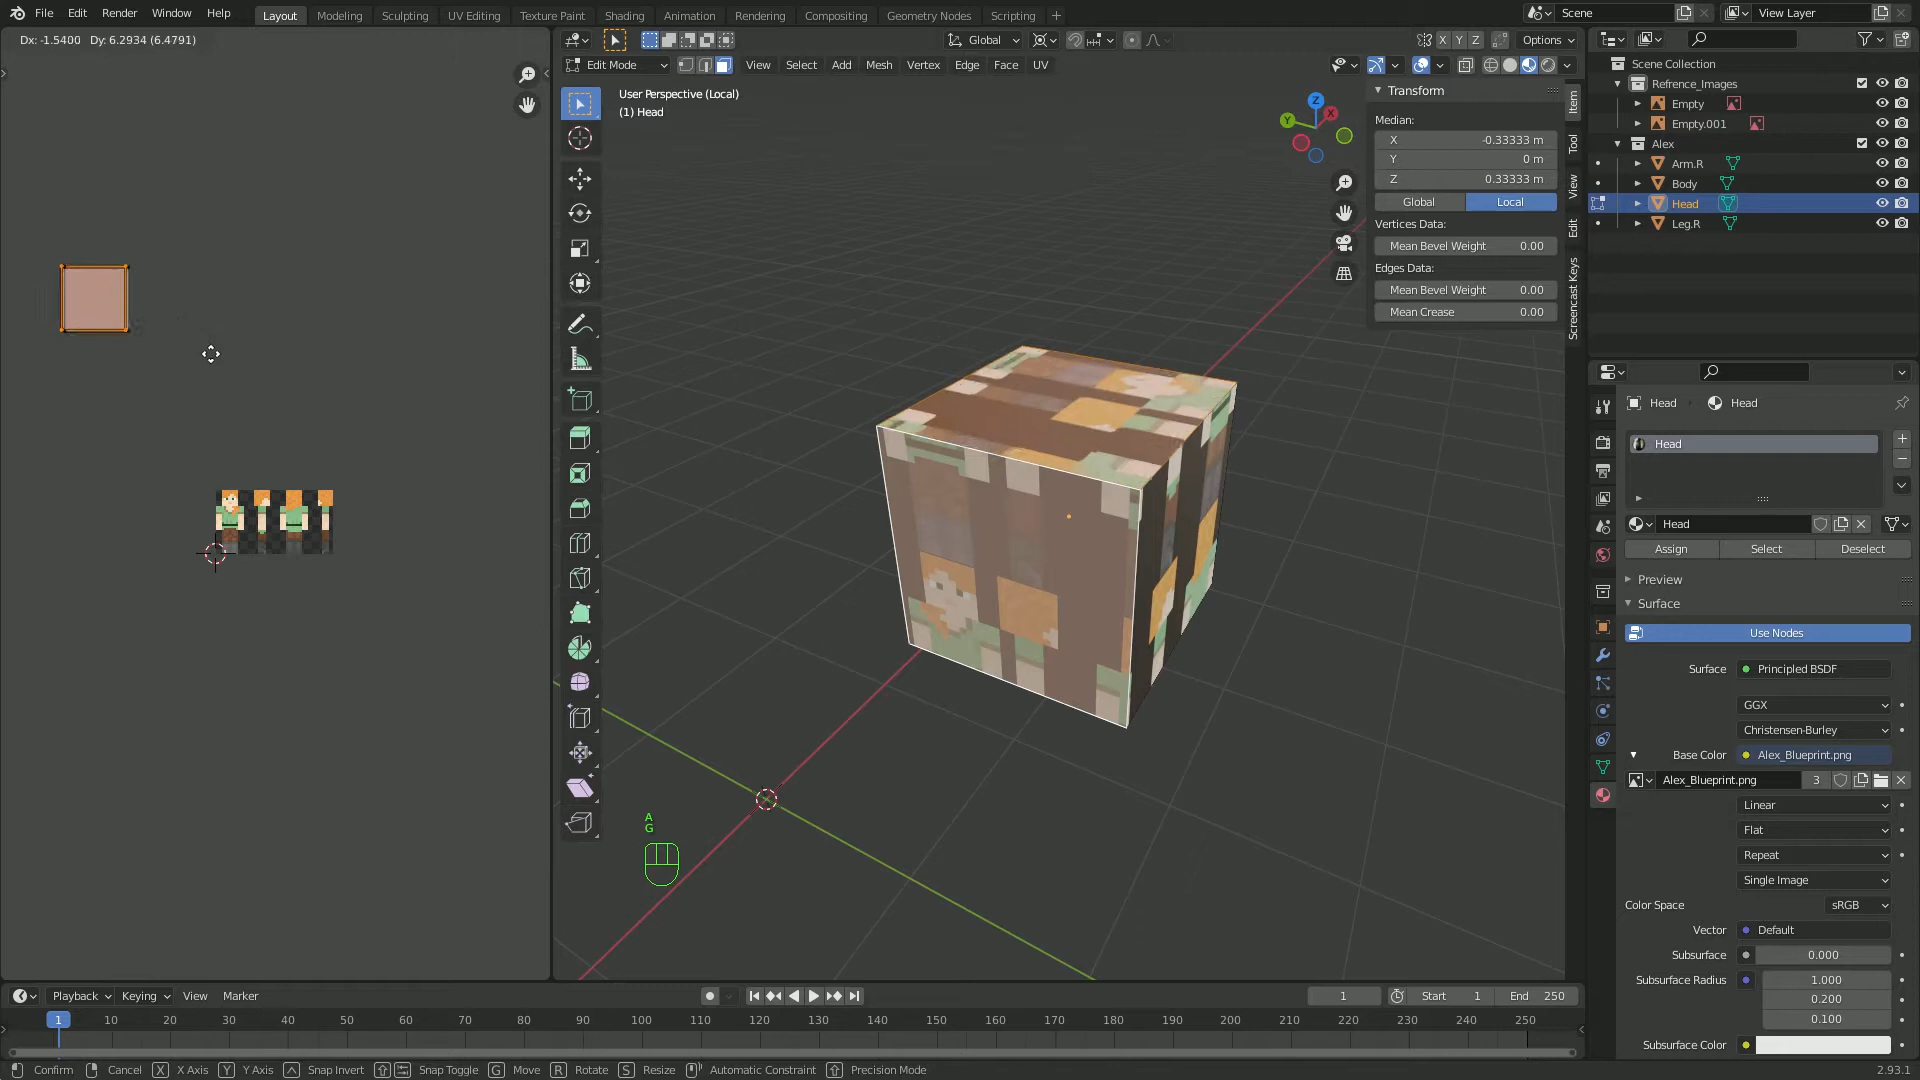 File Edit Render Window Help
Layout Modeling Sculpting UV Editing Texture Paint Shading Animation Rendering Compositing Geometry Nodes Scripting +
Scene
View Layer
Dx: -1.5400 Dy: 6.2934 (6.4791)
Global
X Y Z
Options
Edit Mode
View Select Add Mesh Vertex Edge Face UV
User Perspective (Local)
(1) Head
Z
X
Y
Transform
Median:
X -0.33333 m
Y 0 m
Z 0.33333 m
Global Local
Vertices Data:
Mean Bevel Weight 0.00
Edges Data:
Mean Bevel Weight 0.00
Mean Crease 0.00
Item
Tool
View
Edit
Screencast Keys
Scene Collection
Refrence_Images
Empty
Empty.001
Alex
Arm.R
Body
Head
Leg.R
Head Head
Head
Head
Assign Select Deselect
Preview
Surface
Use Nodes
Surface Principled BSDF
GGX
Christensen-Burley
Base Color Alex_Blueprint.png
Alex_Blueprint.png 3
Linear
Flat
Repeat
Single Image
Color Space sRGB
Vector Default
Subsurface 0.000
Subsurface Radius 1.000
0.200
0.100
Subsurface Color
A
G
Playback Keying View Marker
1
Start 1
End 250
1 10 20 30 40 50 60 70 80 90 100 110 120 130 140 150 160 170 180 190 200 210 220 230 240 250
Confirm Cancel X X Axis Y Y Axis Snap Invert Snap Toggle G Move R Rotate S Resize Automatic Constraint Precision Mode
2.93.1